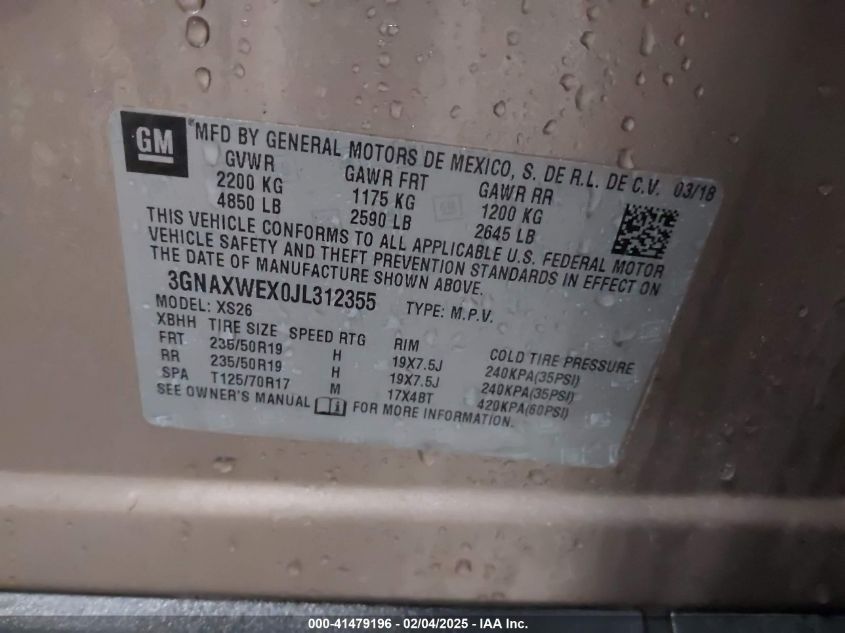 GM MFD BY GENERAL MOTORS DE MEXICO, S. DE R.L. DE C.V. 03/18
GVWR GAWR FRT GAWR RR
2200 KG 1175 KG 1200 KG
4850 LB 2590 LB 2645 LB
THIS VEHICLE CONFORMS TO ALL APPLICABLE U.S. FEDERAL MOTOR
VEHICLE SAFETY AND THEFT PREVENTION STANDARDS IN EFFECT ON
THE DATE OF MANUFACTURE SHOWN ABOVE.
3GNAXWEX0JL312355 TYPE: M.P.V.
MODEL: XS26
XBHH TIRE SIZE SPEED RTG RIM COLD TIRE PRESSURE
FRT 235/50R19 H 19X7.5J 240KPA(35PSI)
RR 235/50R19 H 19X7.5J 240KPA(35PSI)
SPA T125/70R17 M 17X4BT 420KPA(60PSI)
SEE OWNER'S MANUAL FOR MORE INFORMATION.
000-41479196 - 02/04/2025 - IAA Inc.